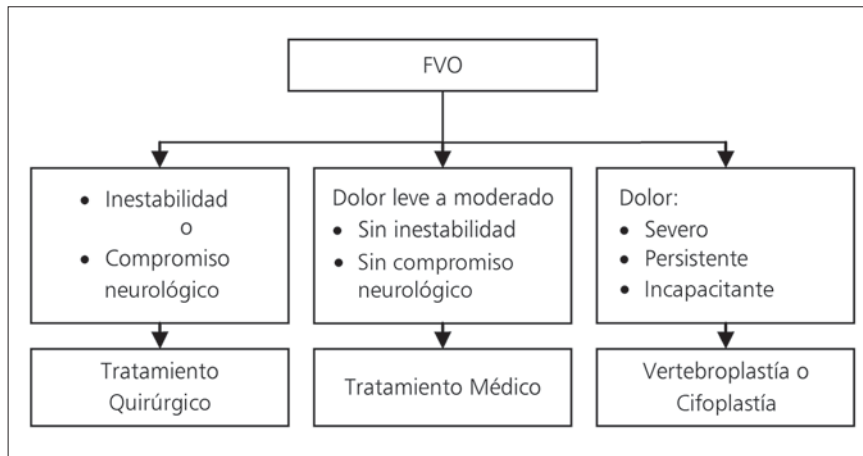 FVO
• Inestabilidad
o
• Compromiso
neurológico
Dolor leve a moderado
• Sin inestabilidad
• Sin compromiso
neurológico
Dolor:
• Severo
• Persistente
• Incapacitante
Tratamiento
Quirúrgico
Tratamiento Médico
Vertebroplastía o
Cifoplastía